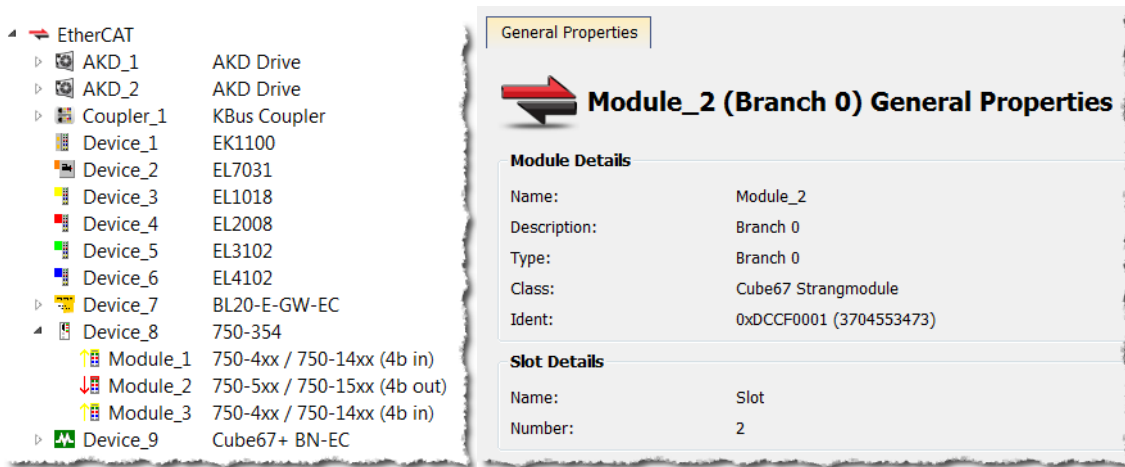 EtherCAT
AKD_1 AKD Drive
AKD_2 AKD Drive
Coupler_1 KBus Coupler
Device_1 EK1100
Device_2 EL7031
Device_3 EL1018
Device_4 EL2008
Device_5 EL3102
Device_6 EL4102
Device_7 BL20-E-GW-EC
Device_8 750-354
Module_1 750-4xx / 750-14xx (4b in)
Module_2 750-5xx / 750-15xx (4b out)
Module_3 750-4xx / 750-14xx (4b in)
Device_9 Cube67+ BN-EC
General Properties
Module_2 (Branch 0) General Properties
Module Details
Name: Module_2
Description: Branch 0
Type: Branch 0
Class: Cube67 Strangmodule
Ident: 0xDCCF0001 (3704553473)
Slot Details
Name: Slot
Number: 2